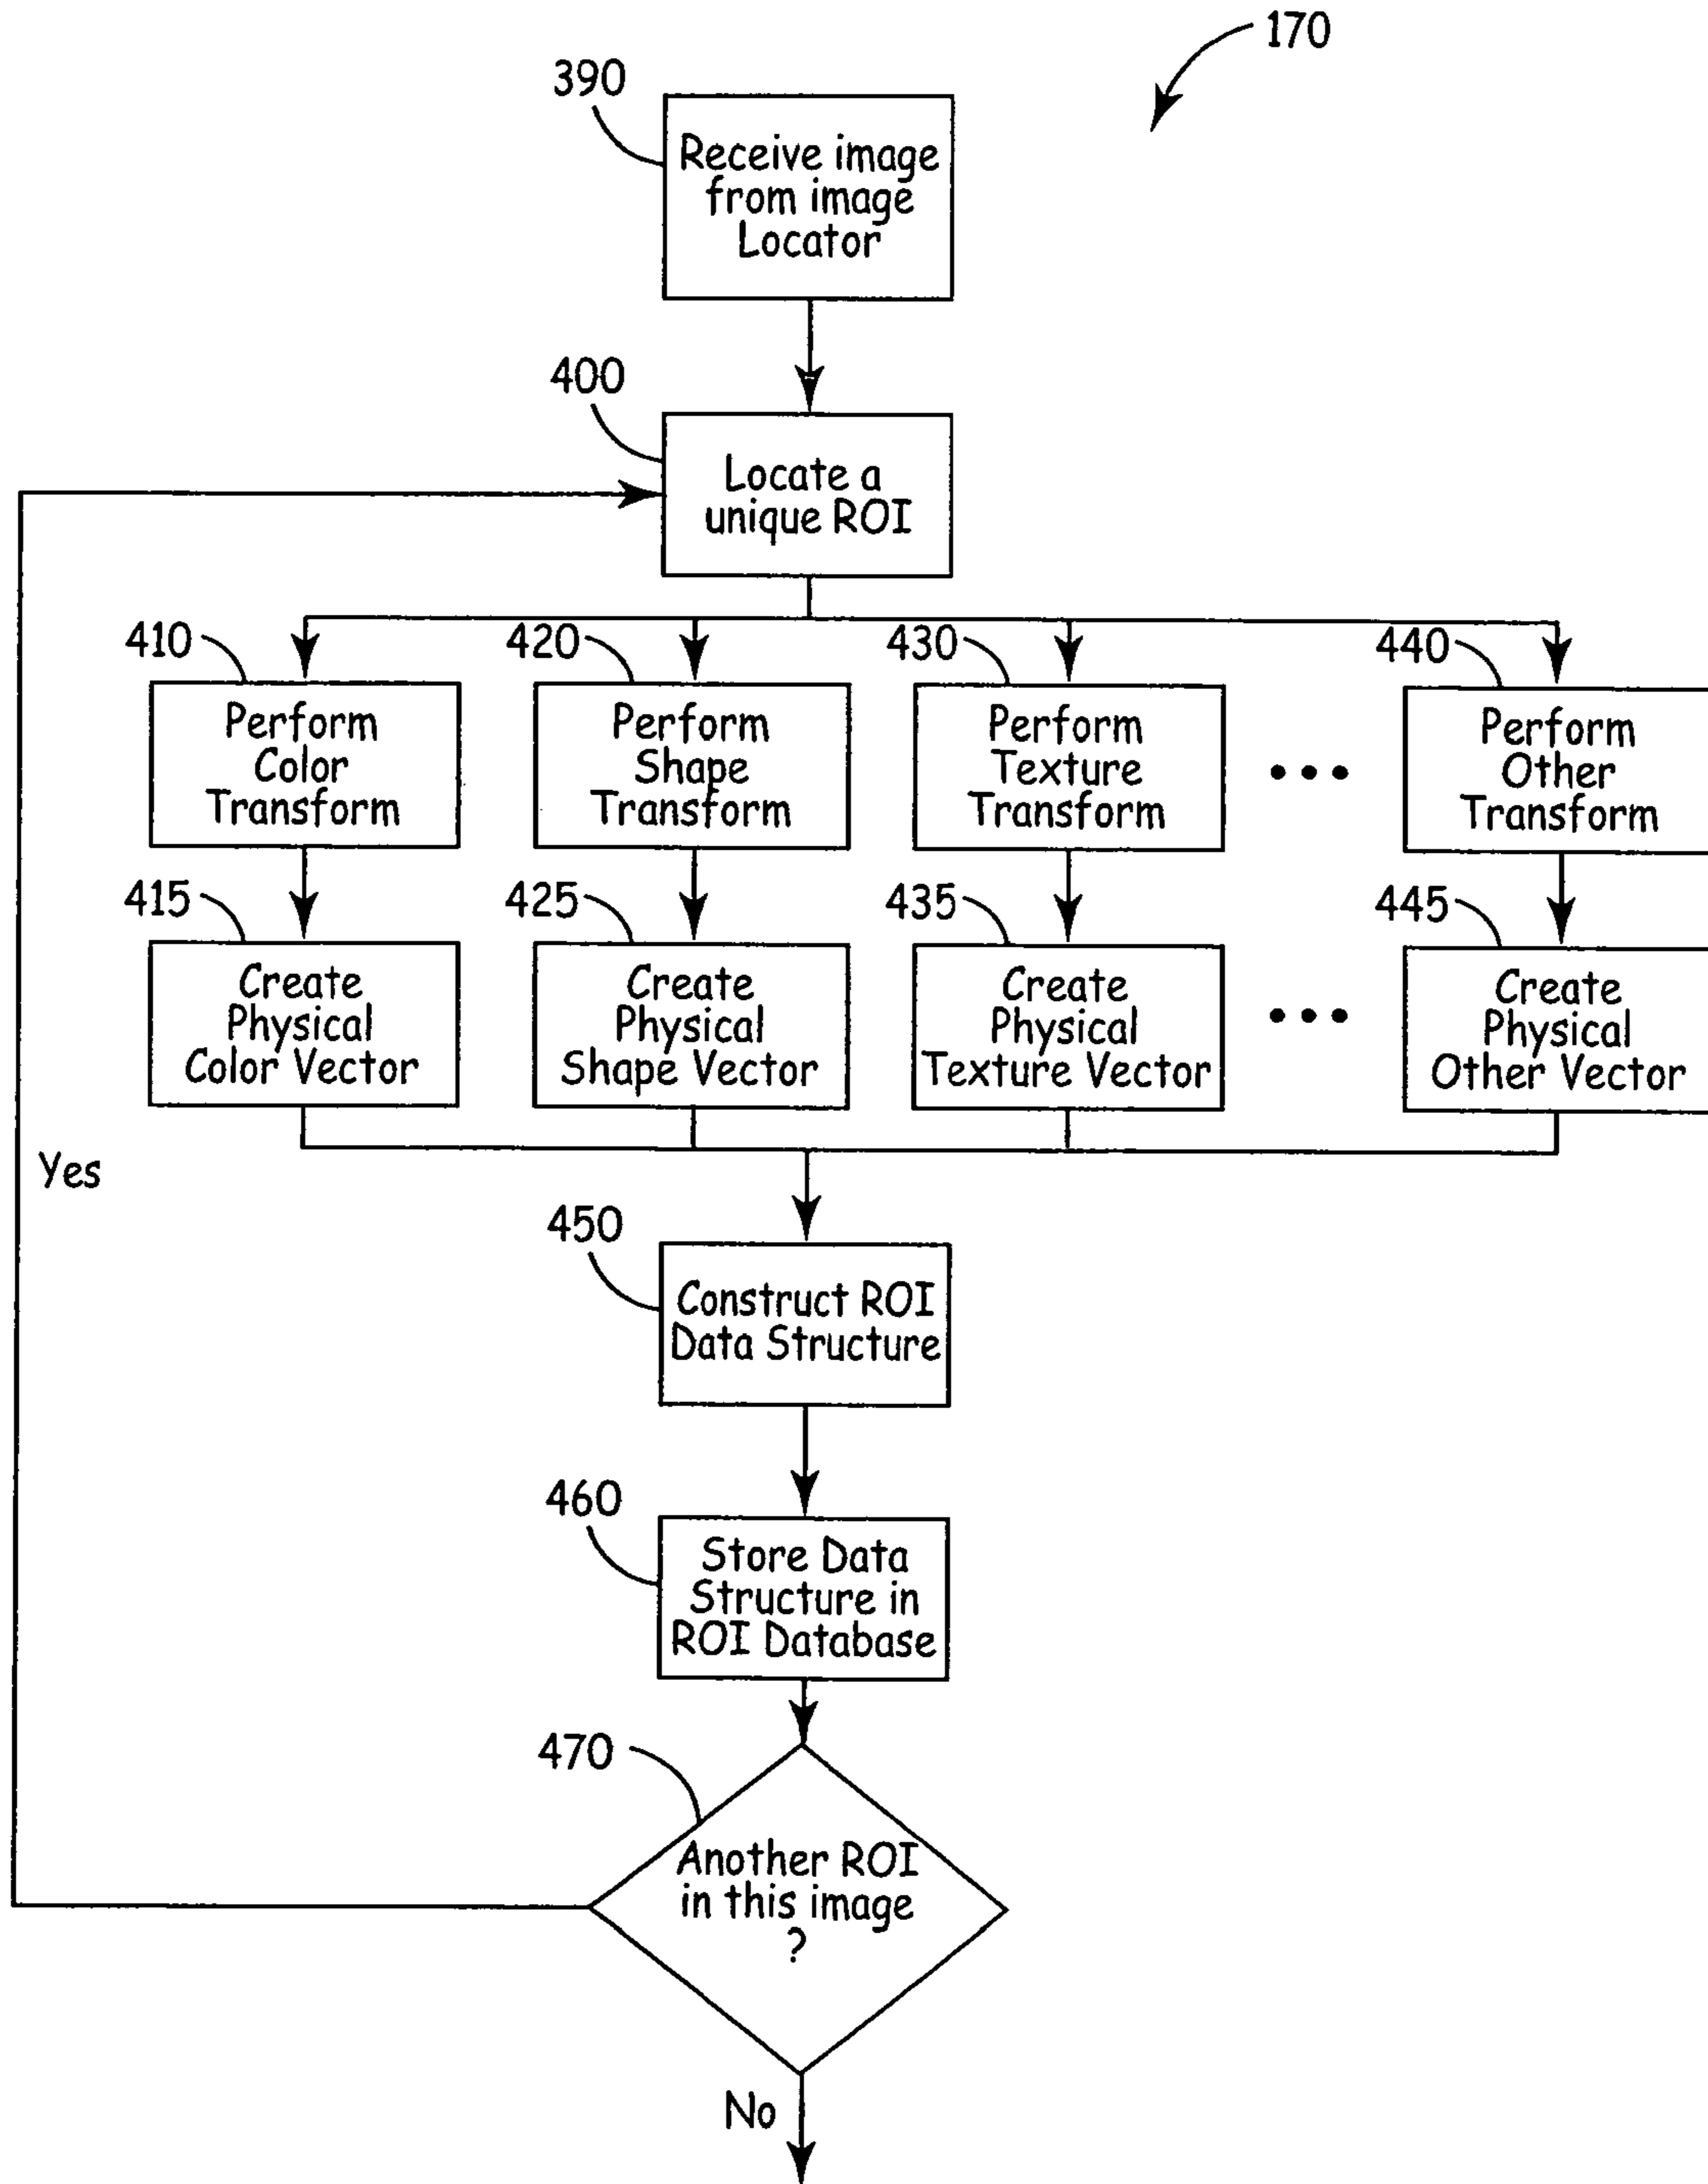 170
390
Receive image
from image
Locator
400
Locate a
unique ROI
410
420
430
440
Perform
Color
Transform
Perform
Shape
Transform
Perform
Texture
Transform
•••
Perform
Other
Transform
415
425
435
445
Create
Physical
Color Vector
Create
Physical
Shape Vector
Create
Physical
Texture Vector
•••
Create
Physical
Other Vector
Yes
450
Construct ROI
Data Structure
460
Store Data
Structure in
ROI Database
470
Another ROI
in this image
?
No